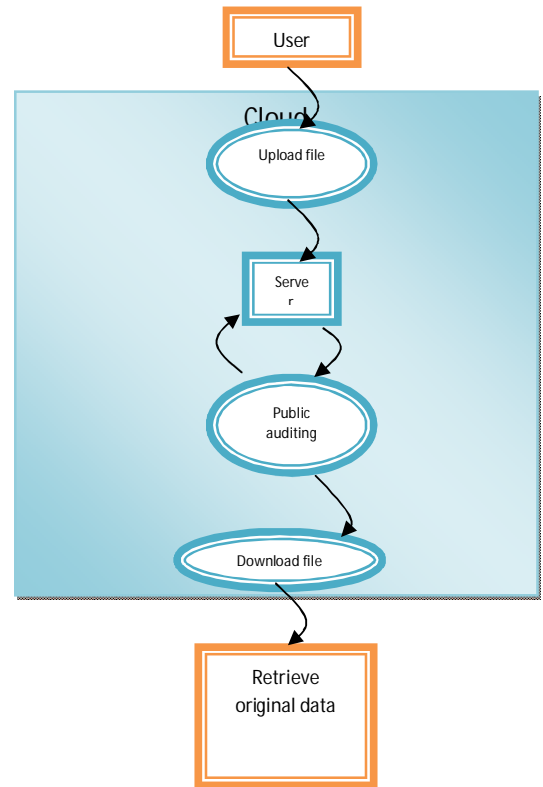 User
Cloud
Upload file
Serve
r
Public
auditing
Download file
Retrieve
original data